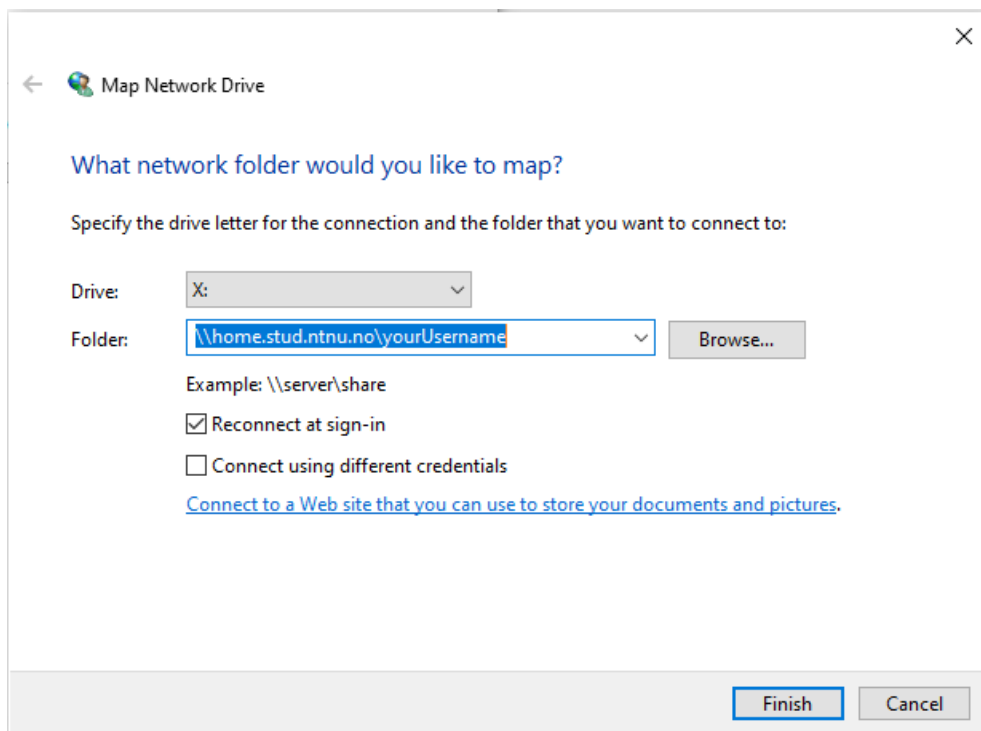 Map Network Drive
What network folder would you like to map?
Specify the drive letter for the connection and the folder that you want to connect to:
Drive: X:
Folder: \\home.stud.ntnu.no\yourUsername Browse...
Example: \\server\share
Reconnect at sign-in
Connect using different credentials
Connect to a Web site that you can use to store your documents and pictures.
Finish Cancel